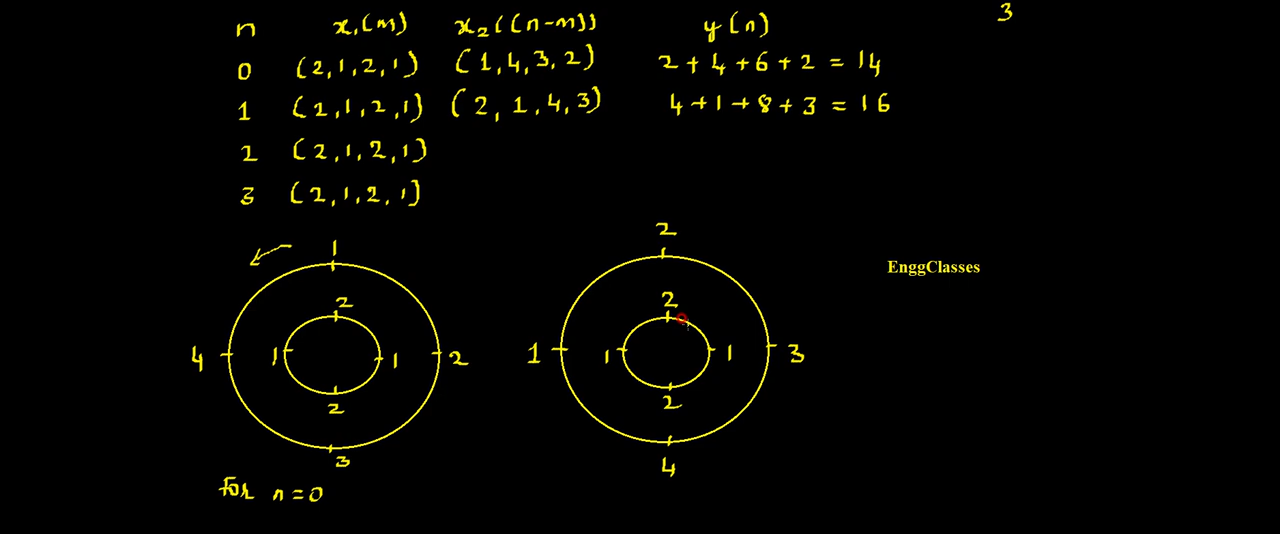 3
n x₁(m) x₂((n-m)) y(n)
0 (2,1,2,1) (1,4,3,2) 2+4+6+2=14
1 (2,1,2,1) (2,1,4,3) 4+1+8+3=16
2 (2,1,2,1)
3 (2,1,2,1]
1 2
EnggClasses
2 2
4 1 1 2 1 1 1 3
2 2
3 4
For n=0